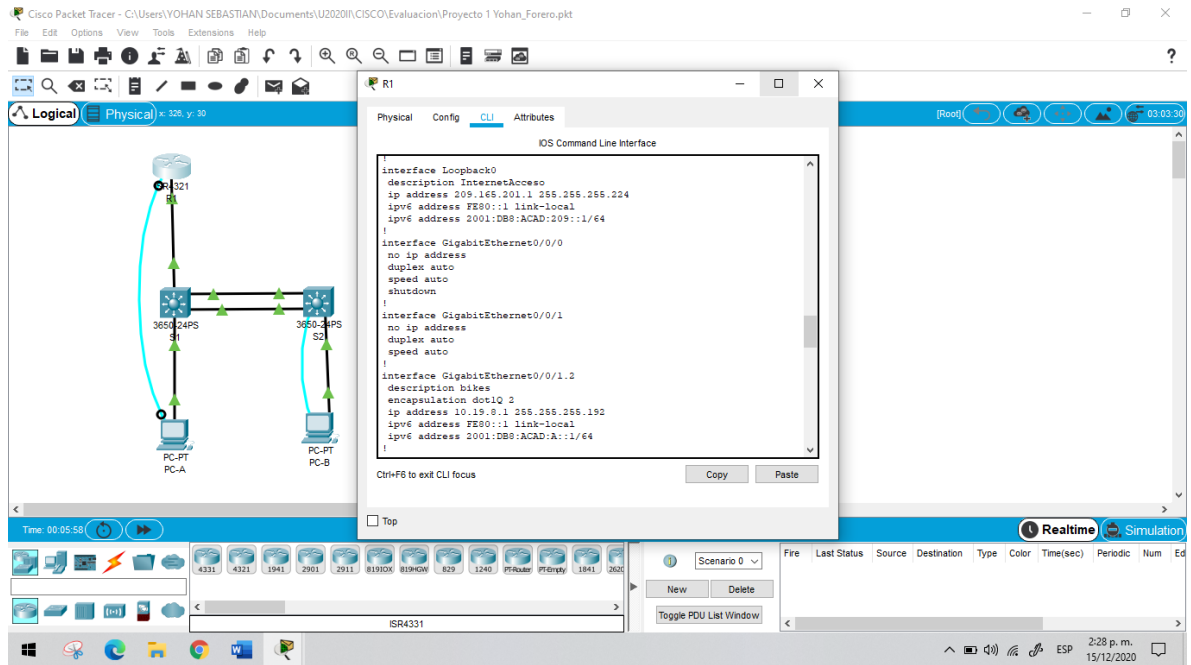 Cisco Packet Tracer - C:\Users\YOHAN SEBASTIAN\Documents\U2020II\CISCO\Evaluacion\Proyecto 1 Yohan_Forero.pkt
File Edit Options View Tools Extensions Help
?
Logical Physical x: 326, y: 30
[Root] 03:03:30
ISR4321
R1
3650-24PS
S1
3650-24PS
S2
PC-PT
PC-A
PC-PT
PC-B
R1
Physical Config CLI Attributes
IOS Command Line Interface
!
interface Loopback0
description InternetAcceso
ip address 209.165.201.1 255.255.255.224
ipv6 address FE80::1 link-local
ipv6 address 2001:DB8:ACAD:209::1/64
!
interface GigabitEthernet0/0/0
no ip address
duplex auto
speed auto
shutdown
!
interface GigabitEthernet0/0/1
no ip address
duplex auto
speed auto
!
interface GigabitEthernet0/0/1.2
description bikes
encapsulation dot1Q 2
ip address 10.19.8.1 255.255.255.192
ipv6 address FE80::1 link-local
ipv6 address 2001:DB8:ACAD:A::1/64
!
Ctrl+F6 to exit CLI focus
Copy Paste
Top
Time: 00:05:58
Realtime Simulation
4331 4321 1941 2901 2911 819IOX 819HGW 829 1240 PT-Router PT-Empty 1841 262
ISR4331
Scenario 0
New Delete
Toggle PDU List Window
Fire Last Status Source Destination Type Color Time(sec) Periodic Num Ed
ESP
2:28 p. m.
15/12/2020